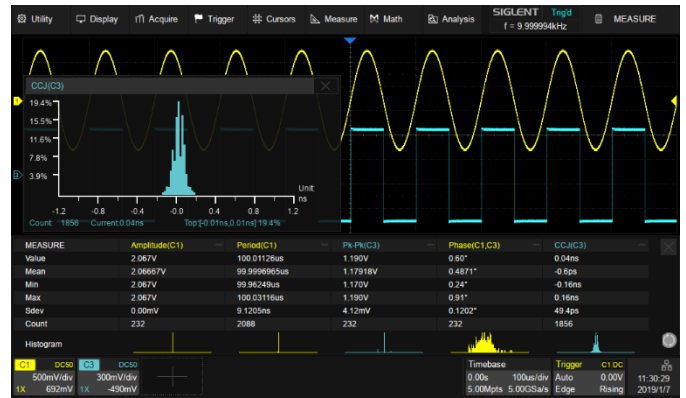 Utility Display Acquire Trigger Cursors Measure Math Analysis SIGLENT Trig'd MEASURE
f = 9.999994kHz
CCJ(C3)
19.4%
15.5%
11.6%
7.8%
3.9%
Unit:
ns
-1.2 -0.8 -0.4 -0.0 0.4 0.8 1.2
Count: 1856 Current:0.04ns Top:[-0.01ns,0.01ns] 19.4%
1
3
MEASURE Amplitude(C1) Period(C1) Pk-Pk(C3) Phase(C1,C3) CCJ(C3)
Value 2.067V 100.01126us 1.190V 0.60° 0.04ns
Mean 2.06667V 99.9996965us 1.17918V 0.4871° -0.6ps
Min 2.067V 99.96249us 1.170V 0.24° -0.16ns
Max 2.067V 100.03116us 1.190V 0.91° 0.16ns
Sdev 0.00mV 9.1205ns 4.12mV 0.1202° 49.4ps
Count 232 2088 232 232 1856
Histogram
C1 DC50 C3 DC50 Timebase Trigger C1 DC
500mV/div 300mV/div 0.00s 100us/div Auto 0.00V 11:30:29
1X 692mV 1X -490mV 5.00Mpts 5.00GSa/s Edge Rising 2019/1/7